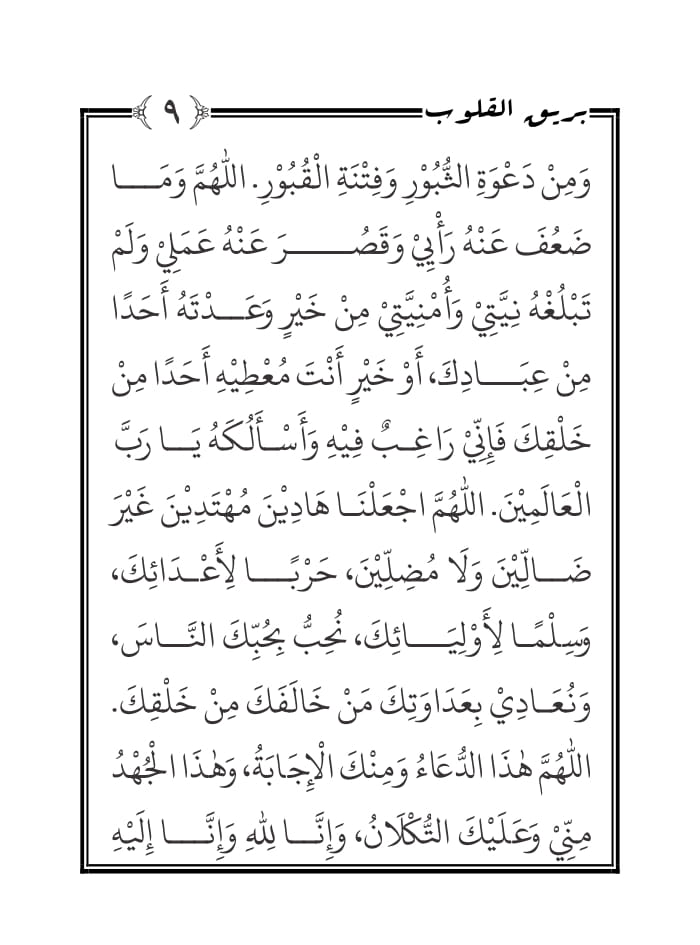 بريق القلوب ٩
وَمِنْ دَعْوَةِ الثُّبُوْرِ وَفِتْنَةِ الْقُبُوْرِ. اللّٰهُمَّ وَمَا
ضَعُفَ عَنْهُ رَأْيِيْ وَقَصُرَ عَنْهُ عَمَلِيْ وَلَمْ
تَبْلُغْهُ نِيَّتِيْ وَأُمْنِيَّتِيْ مِنْ خَيْرٍ وَعَدْتَهُ أَحَدًا
مِنْ عِبَادِكَ، أَوْ خَيْرٍ أَنْتَ مُعْطِيْهِ أَحَدًا مِنْ
خَلْقِكَ فَإِنِّيْ رَاغِبٌ فِيْهِ وَأَسْأَلُكَهُ يَا رَبَّ
الْعَالَمِيْنَ. اللّٰهُمَّ اجْعَلْنَا هَادِيْنَ مُهْتَدِيْنَ غَيْرَ
ضَالِّيْنَ وَلَا مُضِلِّيْنَ، حَرْبًا لِأَعْدَائِكَ،
وَسِلْمًا لِأَوْلِيَائِكَ، نُحِبُّ بِحُبِّكَ النَّاسَ،
وَنُعَادِيْ بِعَدَاوَتِكَ مَنْ خَالَفَكَ مِنْ خَلْقِكَ.
اللّٰهُمَّ هٰذَا الدُّعَاءُ وَمِنْكَ الْإِجَابَةُ، وَهٰذَا الْجُهْدُ
مِنِّيْ وَعَلَيْكَ التُّكْلَانُ، وَإِنَّا لِلّٰهِ وَإِنَّا إِلَيْهِ